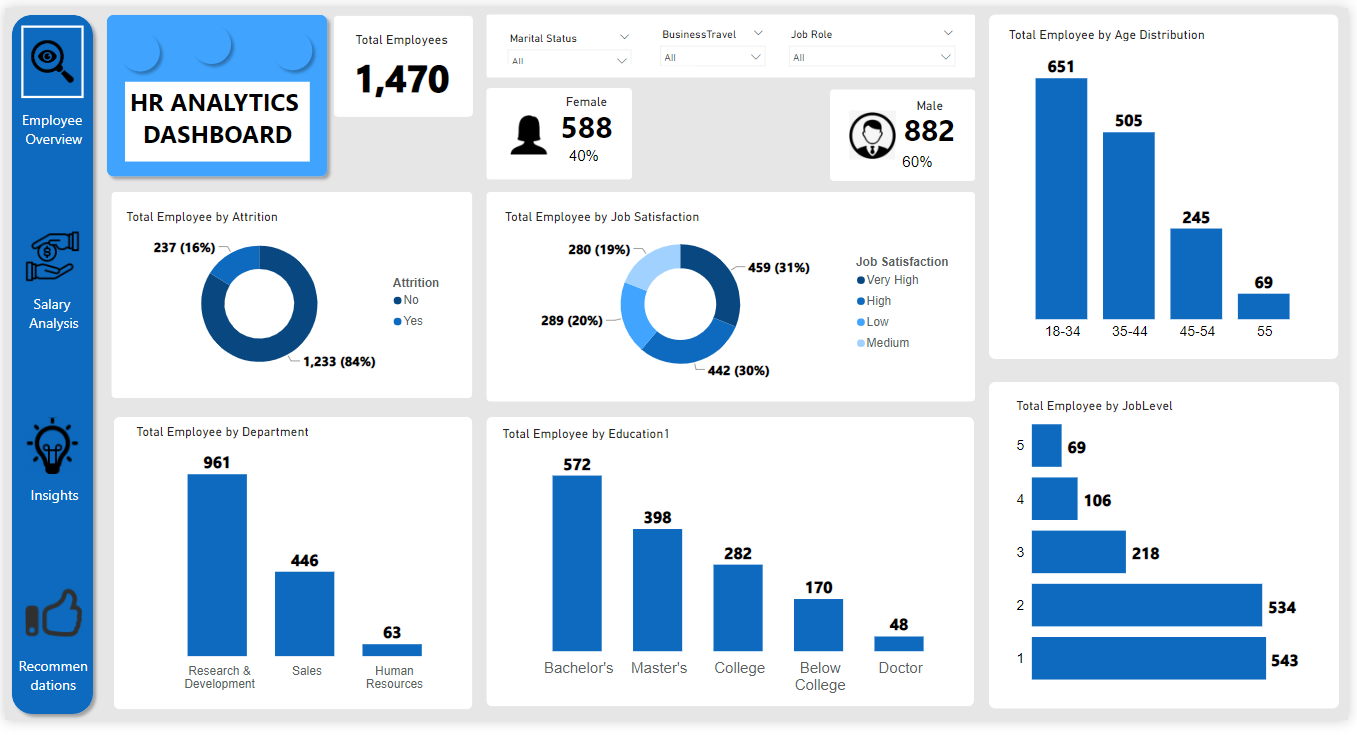 Employee
Overview
Salary
Analysis
Insights
Recommen
dations
HR ANALYTICS
DASHBOARD
Total Employees
1,470
Marital Status
All
BusinessTravel
All
Job Role
All
Female
588
40%
Male
882
60%
Total Employee by Attrition
237 (16%)
1,233 (84%)
Attrition
No
Yes
Total Employee by Job Satisfaction
280 (19%)
459 (31%)
289 (20%)
442 (30%)
Job Satisfaction
Very High
High
Low
Medium
Total Employee by Age Distribution
651
505
245
69
18-34
35-44
45-54
55
Total Employee by Department
961
446
63
Research &
Development
Sales
Human
Resources
Total Employee by Education1
572
398
282
170
48
Bachelor's
Master's
College
Below
College
Doctor
Total Employee by JobLevel
5 69
4 106
3 218
2 534
1 543